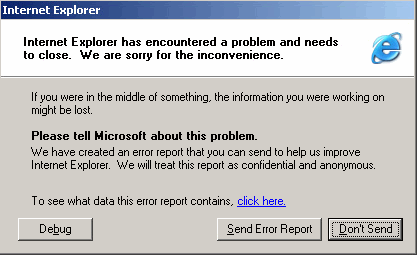 Internet Explorer
Internet Explorer has encountered a problem and needs
to close.  We are sorry for the inconvenience.
If you were in the middle of something, the information you were working on
might be lost.
Please tell Microsoft about this problem.
We have created an error report that you can send to help us improve
Internet Explorer.  We will treat this report as confidential and anonymous.
To see what data this error report contains, click here.
Debug
Send Error Report
Don't Send